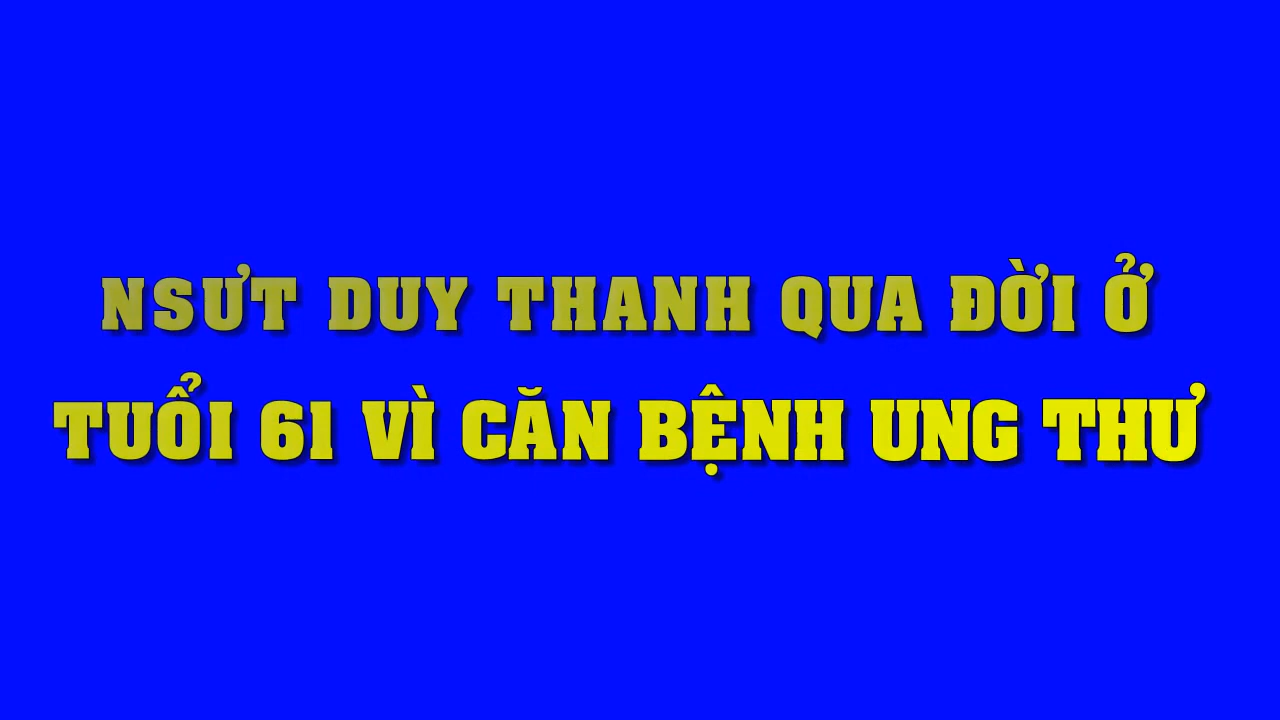 NSƯT DUY THANH QUA ĐỜI Ở
TUỔI 61 VÌ CĂN BỆNH UNG THƯ